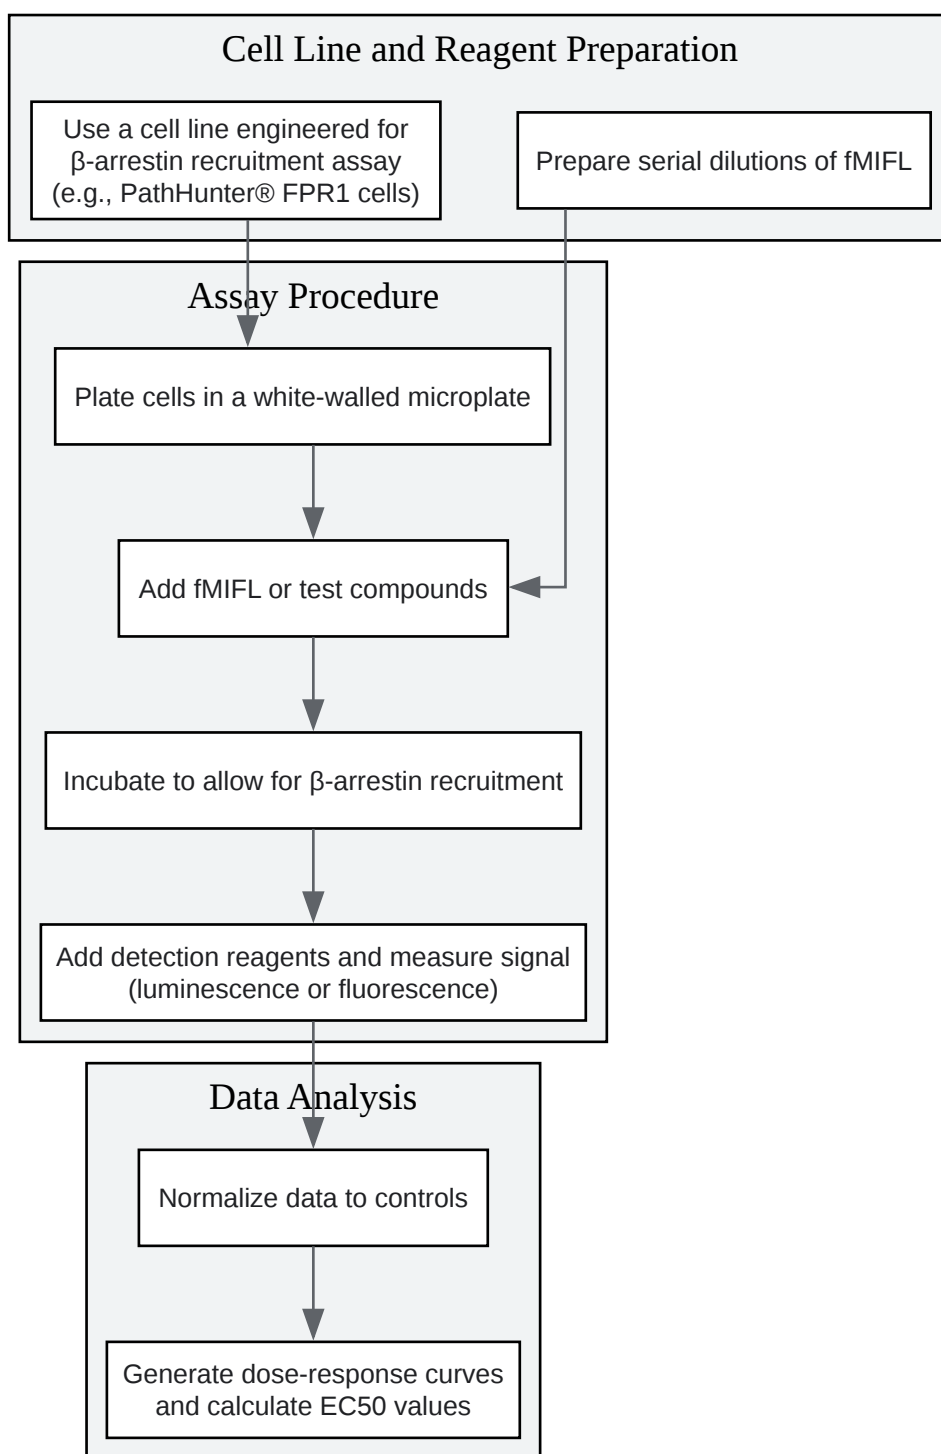 Cell Line and Reagent Preparation
Use a cell line engineered for
β-arrestin recruitment assay
(e.g., PathHunter® FPR1 cells)
Prepare serial dilutions of fMIFL
Assay Procedure
Plate cells in a white-walled microplate
Add fMIFL or test compounds
Incubate to allow for β-arrestin recruitment
Add detection reagents and measure signal
(luminescence or fluorescence)
Data Analysis
Normalize data to controls
Generate dose-response curves
and calculate EC50 values